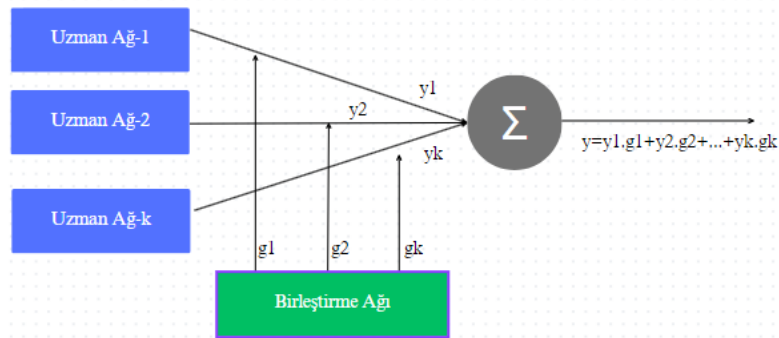 Uzman Ağ-1
y1
Uzman Ağ-2
y2
Σ
y=y1.g1+y2.g2+...+yk.gk
yk
Uzman Ağ-k
g1
g2
gk
Birleştirme Ağı